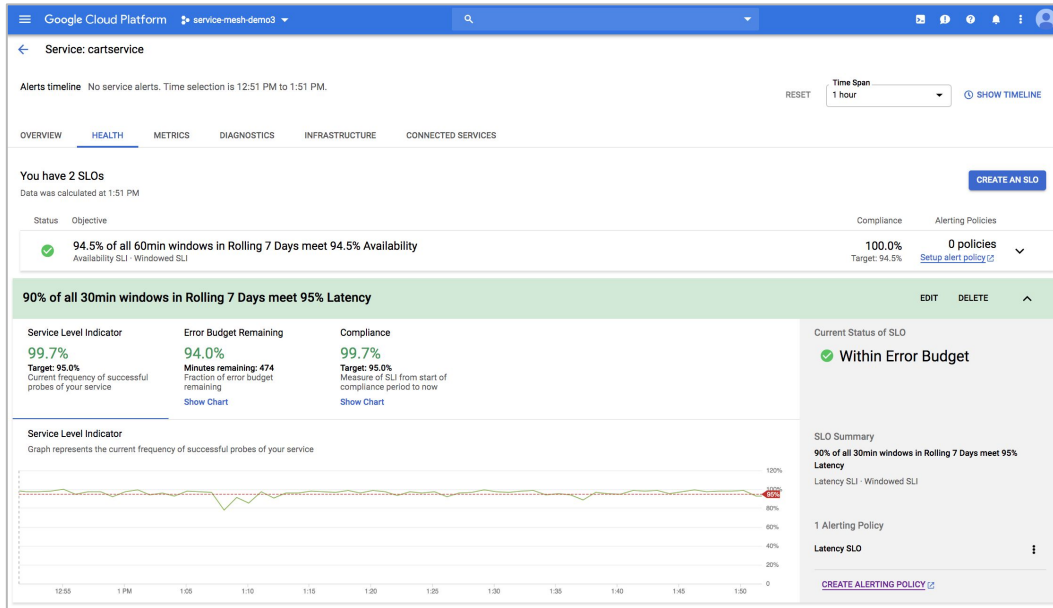 Google Cloud Platform
service-mesh-demo3
Service: cartservice
Alerts timeline No service alerts. Time selection is 12:51 PM to 1:51 PM.
RESET
Time Span
1 hour
SHOW TIMELINE
OVERVIEW HEALTH METRICS DIAGNOSTICS INFRASTRUCTURE CONNECTED SERVICES
You have 2 SLOs
Data was calculated at 1:51 PM
CREATE AN SLO
Status Objective Compliance Alerting Policies
94.5% of all 60min windows in Rolling 7 Days meet 94.5% Availability
Availability SLI · Windowed SLI
100.0%
Target: 94.5%
0 policies
Setup alert policy
90% of all 30min windows in Rolling 7 Days meet 95% Latency
EDIT DELETE
Service Level Indicator
99.7%
Target: 95.0%
Current frequency of successful
probes of your service
Error Budget Remaining
94.0%
Minutes remaining: 474
Fraction of error budget
remaining
Show Chart
Compliance
99.7%
Target: 95.0%
Measure of SLI from start of
compliance period to now
Show Chart
Current Status of SLO
Within Error Budget
Service Level Indicator
Graph represents the current frequency of successful probes of your service
120%
100%
95%
80%
60%
40%
20%
0
12:55 1 PM 1:05 1:10 1:15 1:20 1:25 1:30 1:35 1:40 1:45 1:50
SLO Summary
90% of all 30min windows in Rolling 7 Days meet 95%
Latency
Latency SLI · Windowed SLI
1 Alerting Policy
Latency SLO
CREATE ALERTING POLICY